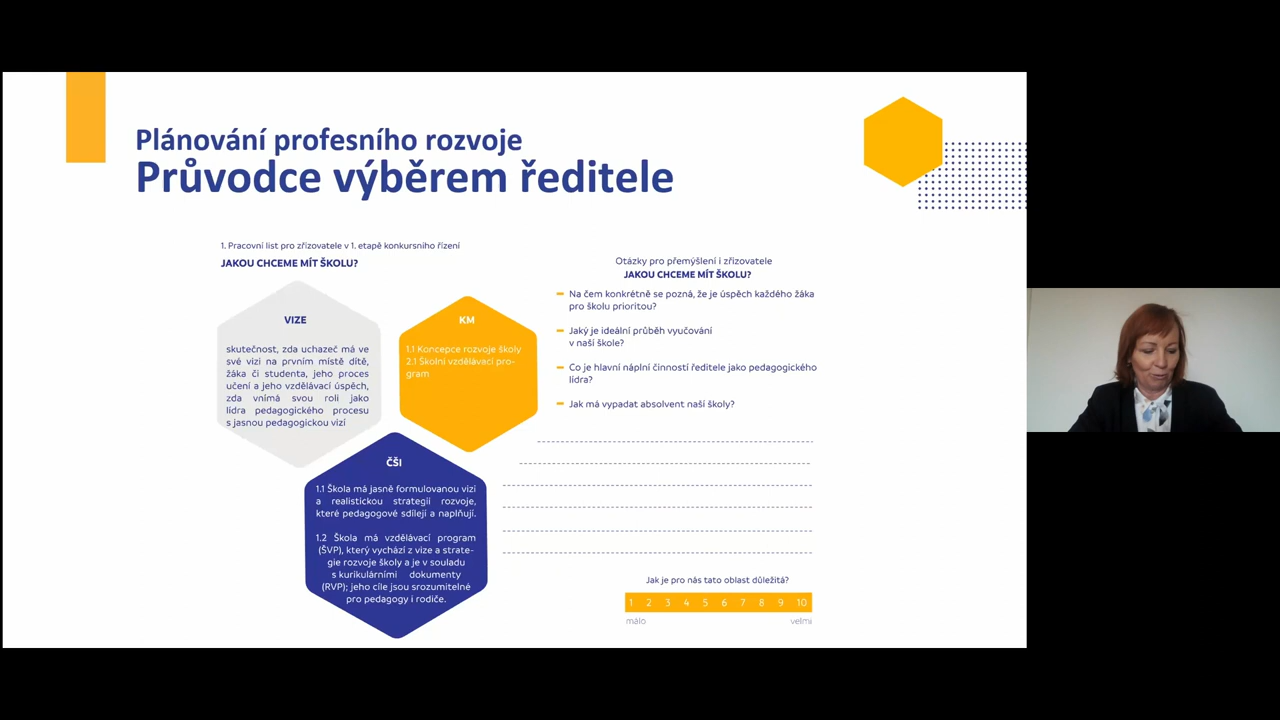 Plánování profesního rozvoje
Průvodce výběrem ředitele
1. Pracovní list pro zřizovatele v 1. etapě konkursního řízení
JAKOU CHCEME MÍT ŠKOLU?
VIZE
skutečnost, zda uchazeč má ve
své vizi na prvním místě dítě,
žáka či studenta, jeho proces
učení a jeho vzdělávací úspěch,
zda vnímá svou roli jako
lídra pedagogického procesu
s jasnou pedagogickou vizí
KM
1.1 Koncepce rozvoje školy
2.1 Školní vzdělávací pro-
gram
ČŠI
1.1 Škola má jasně formulovanou vizi
a realistickou strategii rozvoje,
které pedagogové sdílejí a naplňují.
1.2 Škola má vzdělávací program
(ŠVP), který vychází z vize a strate-
gie rozvoje školy a je v souladu
s kurikulárními dokumenty
(RVP); jeho cíle jsou srozumitelné
pro pedagogy i rodiče.
Otázky pro přemýšlení i zřizovatele
JAKOU CHCEME MÍT ŠKOLU?
Na čem konkrétně se pozná, že je úspěch každého žáka
pro školu prioritou?
Jaký je ideální průběh vyučování
v naší škole?
Co je hlavní náplní činností ředitele jako pedagogického
lídra?
Jak má vypadat absolvent naší školy?
Jak je pro nás tato oblast důležitá?
1 2 3 4 5 6 7 8 9 10
málo velmi